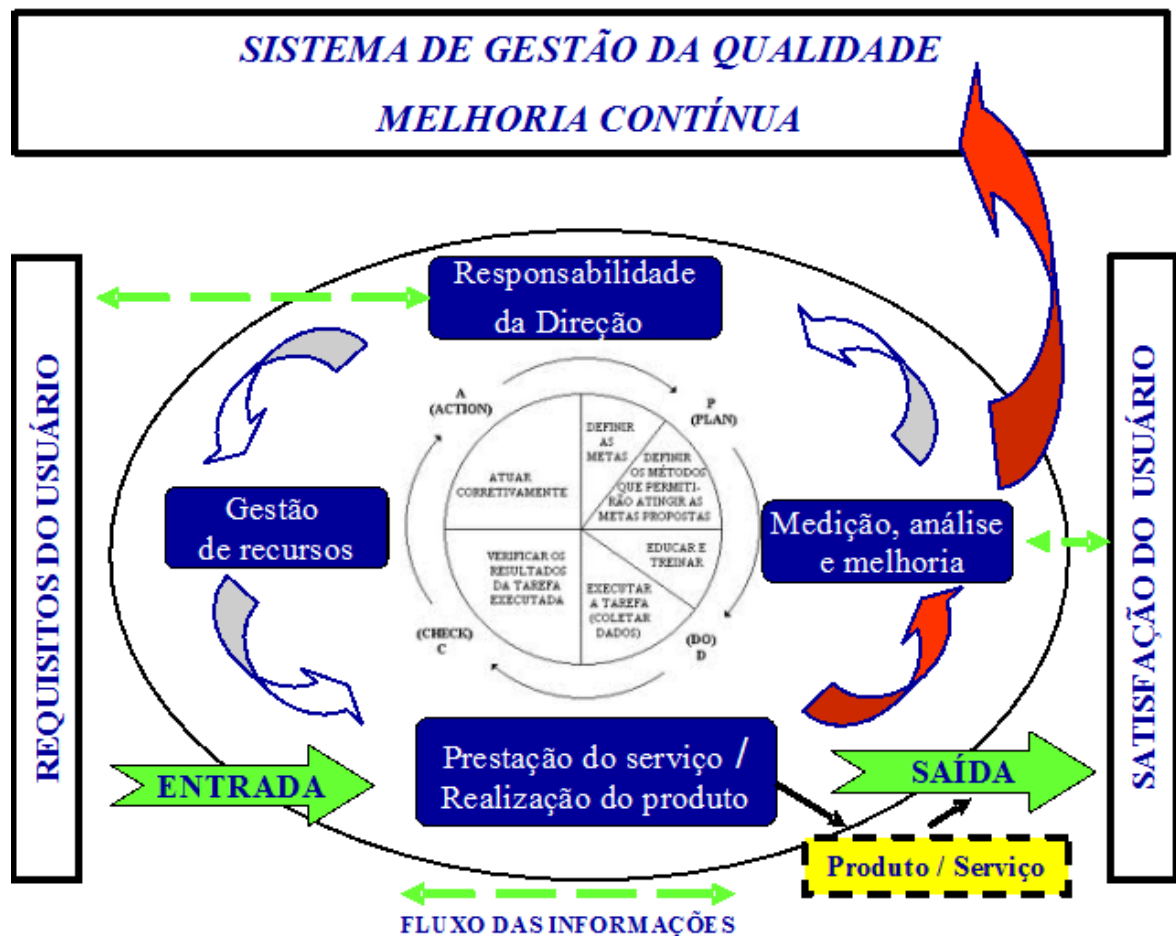 SISTEMA DE GESTÃO DA QUALIDADE
MELHORIA CONTÍNUA
REQUISITOS DO USUÁRIO
Responsabilidade
da Direção
Gestão
de recursos
A
(ACTION)
P
(PLAN)
DEFINIR
AS
METAS
DEFINIR
OS MÉTODOS
QUE PERMITI-
RÃO ATINGIR AS
METAS PROPOSTAS
ATUAR
CORRETIVAMENTE
VERIFICAR OS
RESULTADOS
DA TAREFA
EXECUTADA
EDUCAR E
TREINAR
EXECUTAR
A TAREFA
(COLETAR
DADOS)
(CHECK)
C
(DO)
D
Medição, análise
e melhoria
SATISFAÇÃO DO USUÁRIO
ENTRADA
Prestação do serviço /
Realização do produto
SAÍDA
Produto / Serviço
FLUXO DAS INFORMAÇÕES